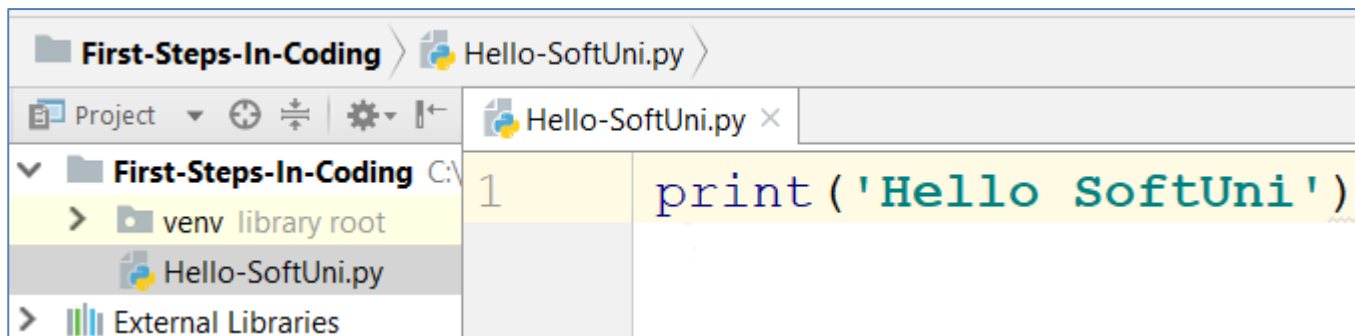 First-Steps-In-Coding Hello-SoftUni.py
Project
Hello-SoftUni.py
First-Steps-In-Coding C:\
venv library root
Hello-SoftUni.py
External Libraries
1 print('Hello SoftUni')